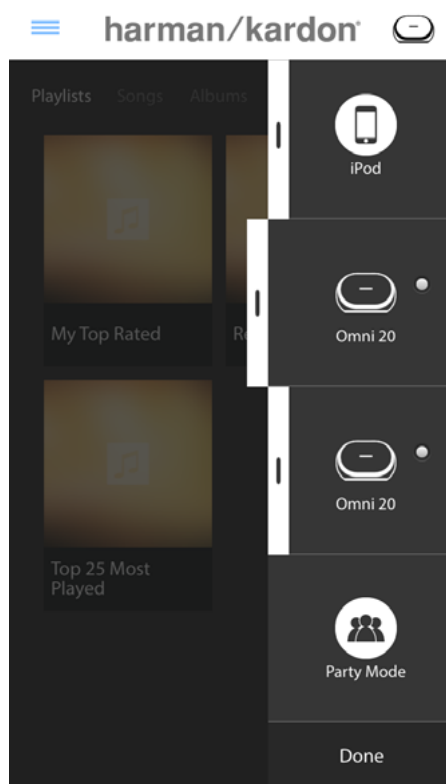 harman/kardon
Playlists Songs Albums
iPod
My Top Rated
Omni 20
Omni 20
Top 25 Most
Played
Party Mode
Done